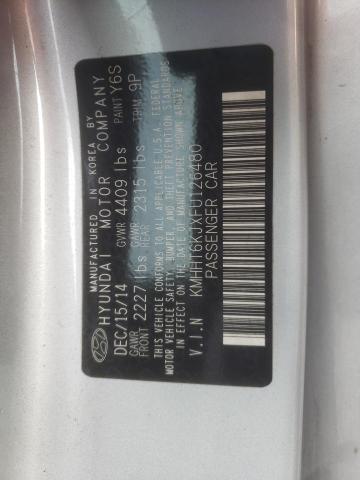 MANUFACTURED IN KOREA BY
HYUNDAI MOTOR COMPANY
DEC/15/14 GVWR 4409 lbs PAINT Y6S
GAWR FRONT 2227 lbs GAWR REAR 2315 lbs TRIM 9P
THIS VEHICLE CONFORMS TO ALL APPLICABLE U.S.A. FEDERAL
MOTOR VEHICLE SAFETY, BUMPER, AND THEFT PREVENTION STANDARDS
IN EFFECT ON THE DATE OF MANUFACTURE SHOWN ABOVE.
V.I.N KMHHT6KJXFU126480
PASSENGER CAR